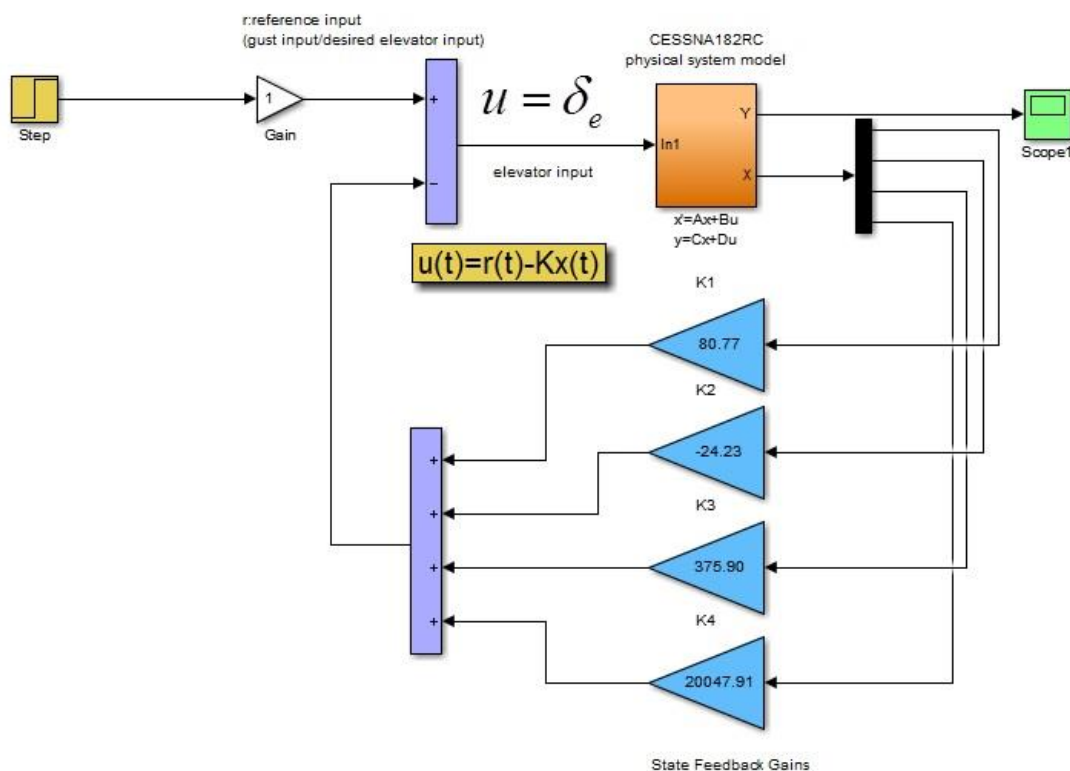 r:reference input
(gust input/desired elevator input)
Step
1
Gain
+
−
u = δe
elevator input
CESSNA182RC
physical system model
In1
Y
X
x'=Ax+Bu
y=Cx+Du
Scope1
u(t)=r(t)-Kx(t)
K1
80.77
K2
-24.23
K3
375.90
K4
20047.91
+
+
+
+
State Feedback Gains